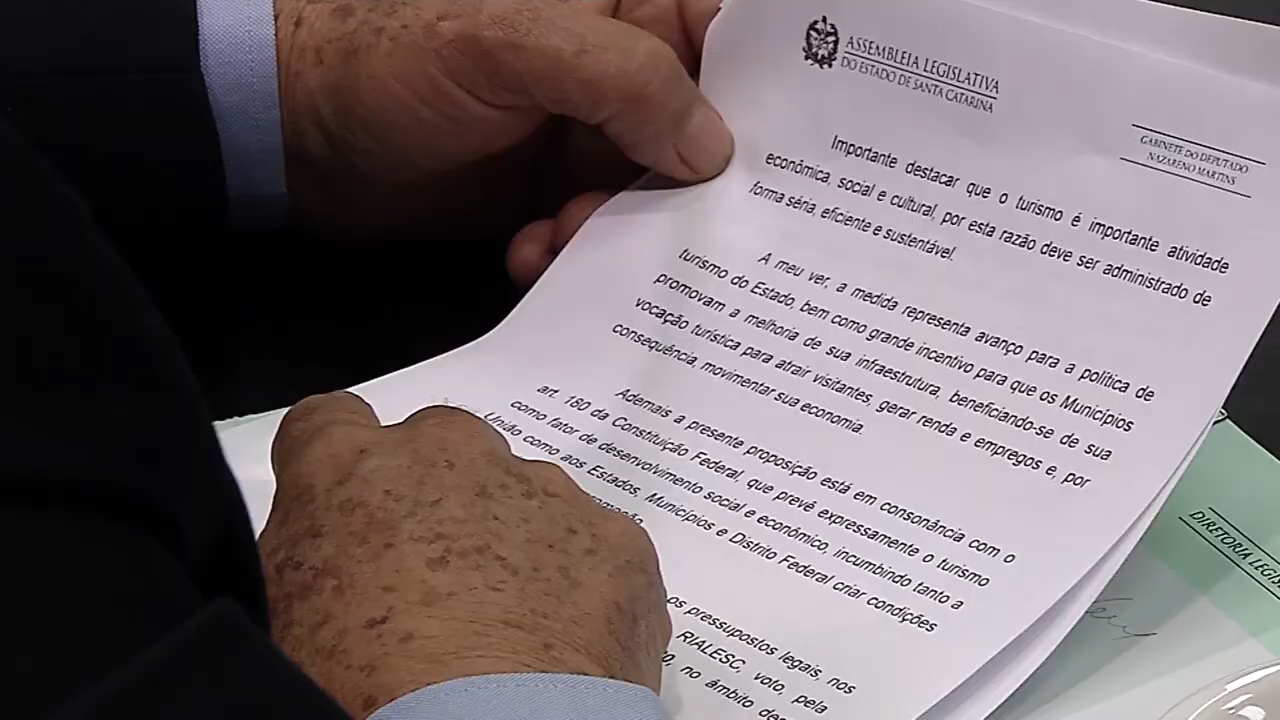 ASSEMBLEIA LEGISLATIVA
DO ESTADO DE SANTA CATARINA
GABINETE DO DEPUTADO
NAZARENO MARTINS
Importante destacar que o turismo é importante atividade
econômica, social e cultural, por esta razão deve ser administrado de
forma séria, eficiente e sustentável.
A meu ver, a medida representa avanço para a política de
turismo do Estado, bem como grande incentivo para que os Municípios
promovam a melhoria de sua infraestrutura, beneficiando-se de sua
vocação turística para atrair visitantes, gerar renda e empregos e, por
consequência, movimentar sua economia.
Ademais a presente proposição está em consonância com o
art. 180 da Constituição Federal, que prevê expressamente o turismo
como fator de desenvolvimento social e econômico, incumbindo tanto a
União como aos Estados, Municípios e Distrito Federal criar condições
os pressupostos legais, nos
RIALESC, voto, pela
no âmbito des
DIRETORIA LEGIS